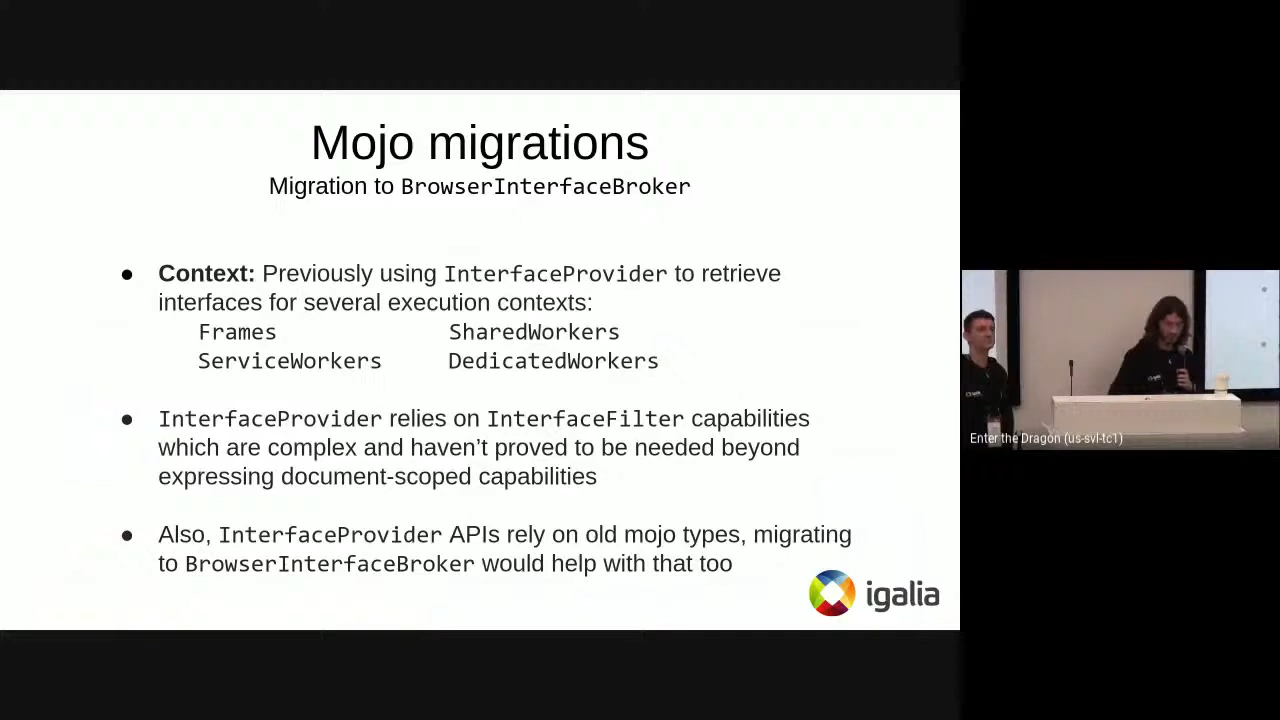 Mojo migrations
Migration to BrowserInterfaceBroker
● Context: Previously using InterfaceProvider to retrieve
interfaces for several execution contexts:
Frames SharedWorkers
ServiceWorkers DedicatedWorkers
● InterfaceProvider relies on InterfaceFilter capabilities
which are complex and haven’t proved to be needed beyond
expressing document-scoped capabilities
● Also, InterfaceProvider APIs rely on old mojo types, migrating
to BrowserInterfaceBroker would help with that too
igalia
Enter the Dragon (us-svl-tc1)